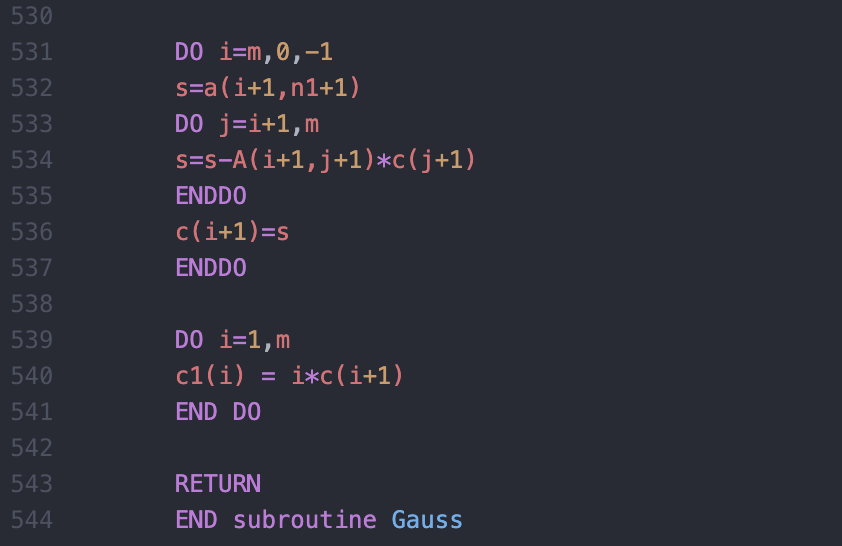 530
531 DO i=m,0,-1
532 s=a(i+1,n1+1)
533 DO j=i+1,m
534 s=s-A(i+1,j+1)*c(j+1)
535 ENDDO
536 c(i+1)=s
537 ENDDO
538
539 DO i=1,m
540 c1(i) = i*c(i+1)
541 END DO
542
543 RETURN
544 END subroutine Gauss